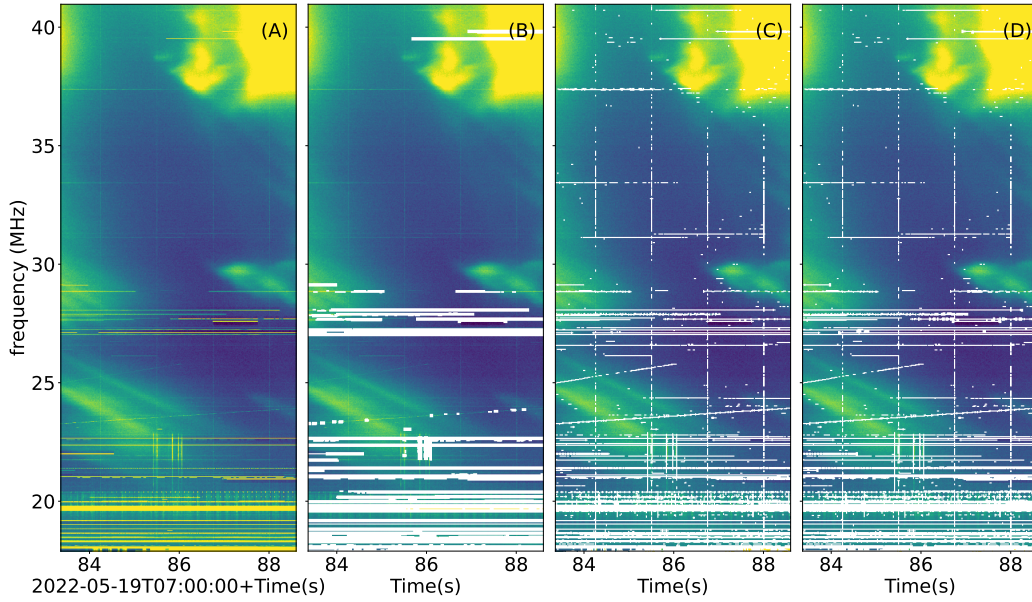 (A) (B) (C) (D)
40
35
30
25
20
frequency (MHz)
84 86 88 84 86 88 84 86 88 84 86 88
2022-05-19T07:00:00+Time(s) Time(s) Time(s) Time(s)